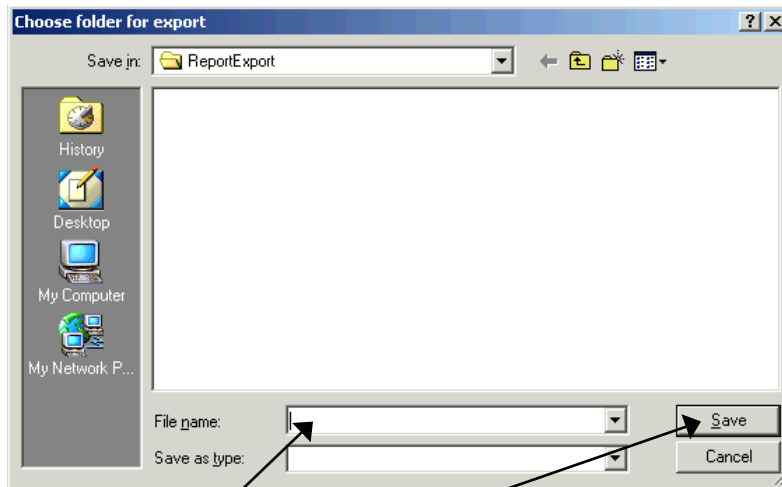 Choose folder for export
Save in: ReportExport
History
Desktop
My Computer
My Network P...
File name:
Save
Save as type:
Cancel